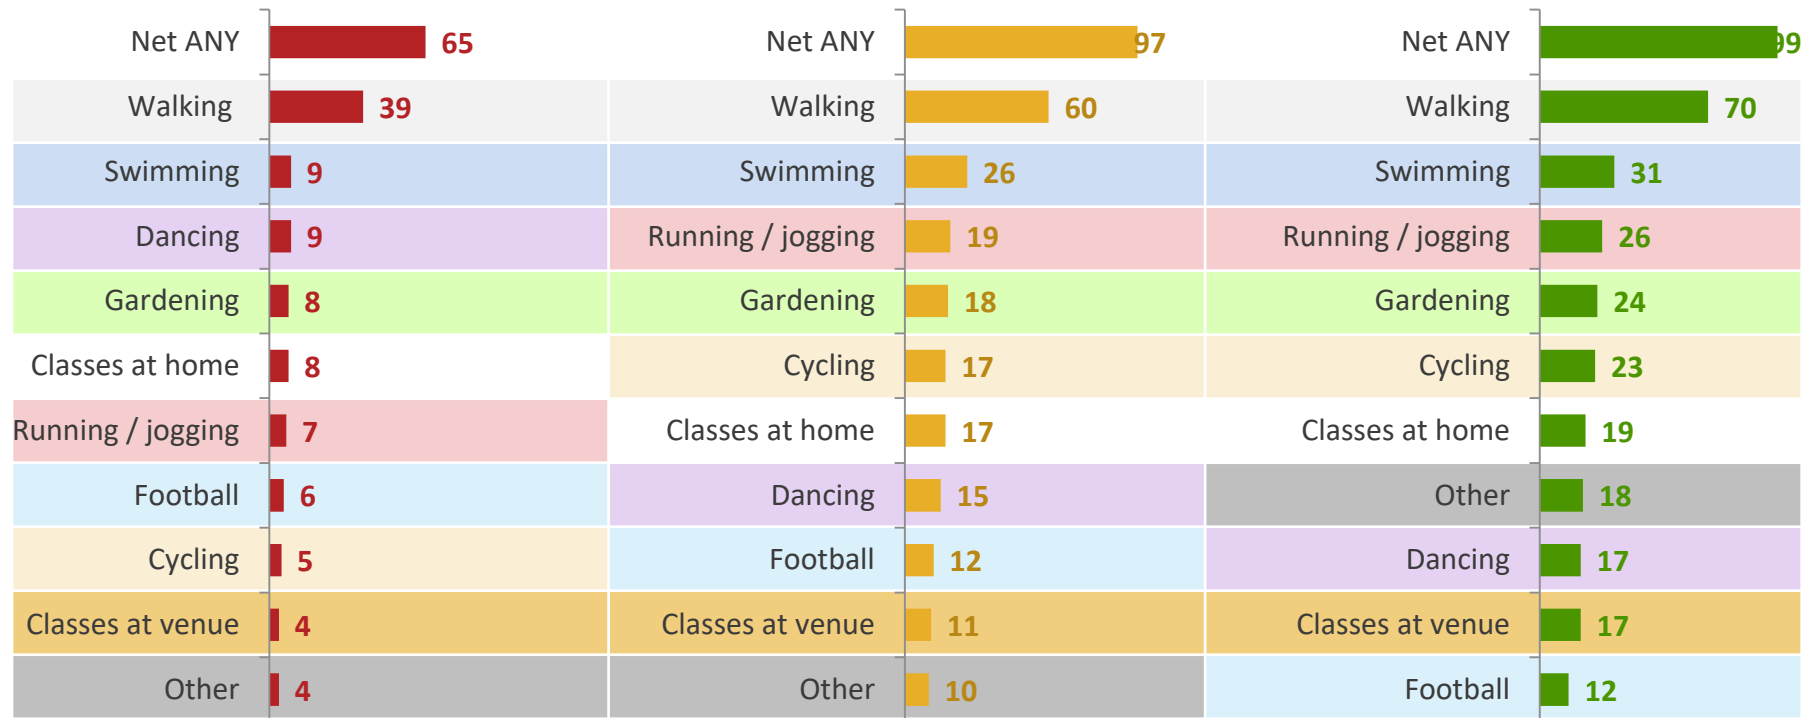 Net ANY 65 Net ANY 97 Net ANY 99
Walking 39 Walking 60 Walking 70
Swimming 9 Swimming 26 Swimming 31
Dancing 9 Running / jogging 19 Running / jogging 26
Gardening 8 Gardening 18 Gardening 24
Classes at home 8 Cycling 17 Cycling 23
Running / jogging 7 Classes at home 17 Classes at home 19
Football 6 Dancing 15 Other 18
Cycling 5 Football 12 Dancing 17
Classes at venue 4 Classes at venue 11 Classes at venue 17
Other 4 Other 10 Football 12